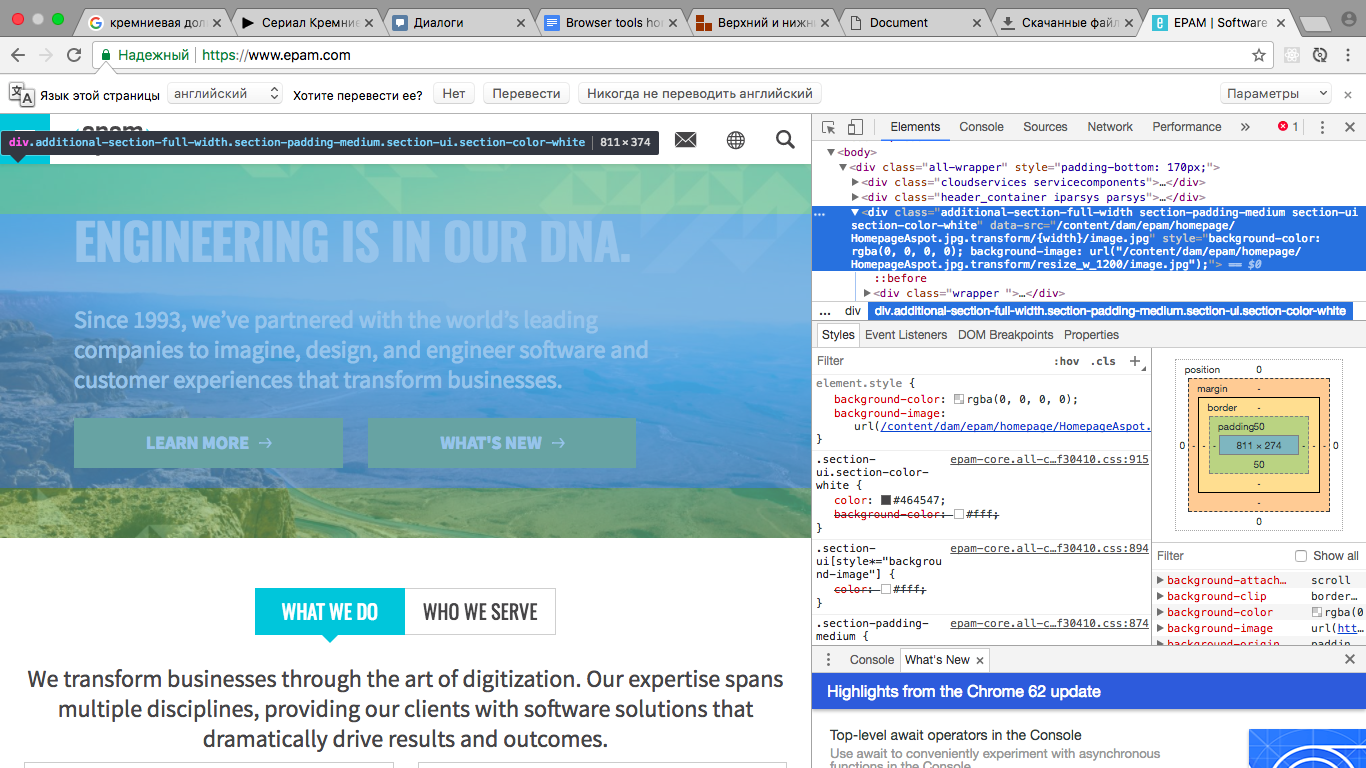 кремниевая дол
Сериал Кремние
Диалоги
Browser tools ho
Верхний и нижн
Document
Скачанные файл
EPAM | Software
Надежный
https://www.epam.com
Язык этой страницы
английский
Хотите перевести ее?
Нет
Перевести
Никогда не переводить английский
Параметры
div.additional-section-full-width.section-padding-medium.section-ui.section-color-white
811 × 374
ENGINEERING IS IN OUR DNA.
Since 1993, we've partnered with the world's leading
companies to imagine, design, and engineer software and
customer experiences that transform businesses.
LEARN MORE →
WHAT'S NEW →
WHAT WE DO
WHO WE SERVE
We transform businesses through the art of digitization. Our expertise spans
multiple disciplines, providing our clients with software solutions that
dramatically drive results and outcomes.
Elements
Console
Sources
Network
Performance
»
1
▼<body>
▼<div class="all-wrapper" style="padding-bottom: 170px;">
▶<div class="cloudservices servicecomponents">…</div>
▶<div class="header_container iparsys parsys">…</div>
… ▼<div class="additional-section-full-width section-padding-medium section-ui
section-color-white" data-src="/content/dam/epam/homepage/
HomepageAspot.jpg.transform/{width}/image.jpg" style="background-color:
rgba(0, 0, 0, 0); background-image: url("/content/dam/epam/homepage/
HomepageAspot.jpg.transform/resize_w_1200/image.jpg");"> == $0
::before
▶<div class="wrapper ">…</div>
... div div.additional-section-full-width.section-padding-medium.section-ui.section-color-white
Styles
Event Listeners
DOM Breakpoints
Properties
Filter
:hov .cls +
element.style {
background-color: rgba(0, 0, 0, 0);
background-image:
url(/content/dam/epam/homepage/HomepageAspot.
}
.section-
epam-core.all-c…f30410.css:915
ui.section-color-
white {
color: #464547;
background-color: #fff;
}
.section-
epam-core.all-c…f30410.css:894
ui[style*="backgrou
nd-image"] {
color: #fff;
}
.section-padding-
epam-core.all-c…f30410.css:874
medium {
position 0
margin -
border -
padding50
0 - - - 811 × 274 - - - 0
50
-
-
0
Filter
Show all
▶ background-attach… scroll
▶ background-clip border…
▶ background-color rgba(0
▶ background-image url(htt…
▶ background-origin paddin
Console
What's New
Highlights from the Chrome 62 update
Top-level await operators in the Console
Use await to conveniently experiment with asynchronous
functions in the Console